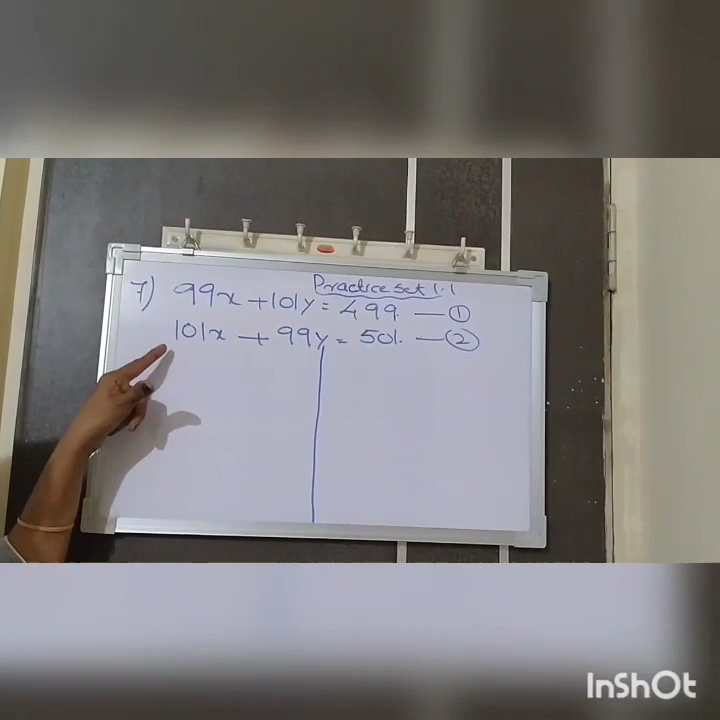 Practice set 1.1
7) 99x + 101y = 499. — ①
101x + 99y = 501. — ②
InShOt